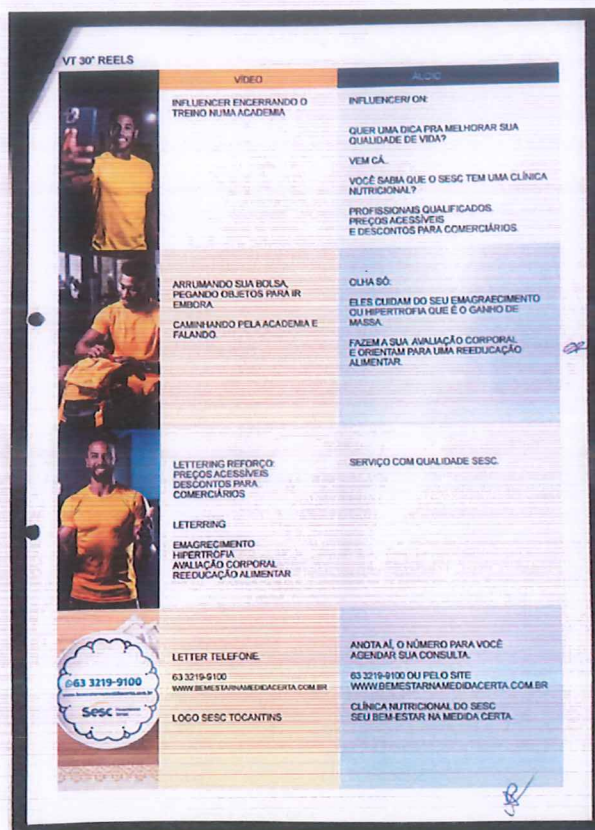 VT 30" REELS
VÍDEO
ÁUDIO
INFLUENCER ENCERRANDO O
TREINO NUMA ACADEMIA
INFLUENCER/ ON:
QUER UMA DICA PRA MELHORAR SUA
QUALIDADE DE VIDA?
VEM CÁ..
VOCÊ SABIA QUE O SESC TEM UMA CLÍNICA
NUTRICIONAL?
PROFISSIONAIS QUALIFICADOS.
PREÇOS ACESSÍVEIS
E DESCONTOS PARA COMERCIÁRIOS.
ARRUMANDO SUA BOLSA,
PEGANDO OBJETOS PARA IR
EMBORA.
CAMINHANDO PELA ACADEMIA E
FALANDO.
OLHA SÓ:
ELES CUIDAM DO SEU EMAGRAECIMENTO
OU HIPERTROFIA QUE É O GANHO DE
MASSA.
FAZEM A SUA AVALIAÇÃO CORPORAL
E ORIENTAM PARA UMA REEDUCAÇÃO
ALIMENTAR.
LETTERING REFORÇO:
PREÇOS ACESSÍVEIS
DESCONTOS PARA
COMERCIÁRIOS
LETERRING
EMAGRECIMENTO
HIPERTROFIA
AVALIAÇÃO CORPORAL
REEDUCAÇÃO ALIMENTAR
SERVIÇO COM QUALIDADE SESC.
63 3219-9100
www.bemestarnamedidacerta.com.br
Sesc
LETTER TELEFONE.
63 3219-9100
WWW.BEMESTARNAMEDIDACERTA.COM.BR
LOGO SESC TOCANTINS
ANOTA AÍ, O NÚMERO PARA VOCÊ
AGENDAR SUA CONSULTA.
63 3219-9100 OU PELO SITE
WWW.BEMESTARNAMEDIDACERTA.COM.BR
CLÍNICA NUTRICIONAL DO SESC
SEU BEM-ESTAR NA MEDIDA CERTA.